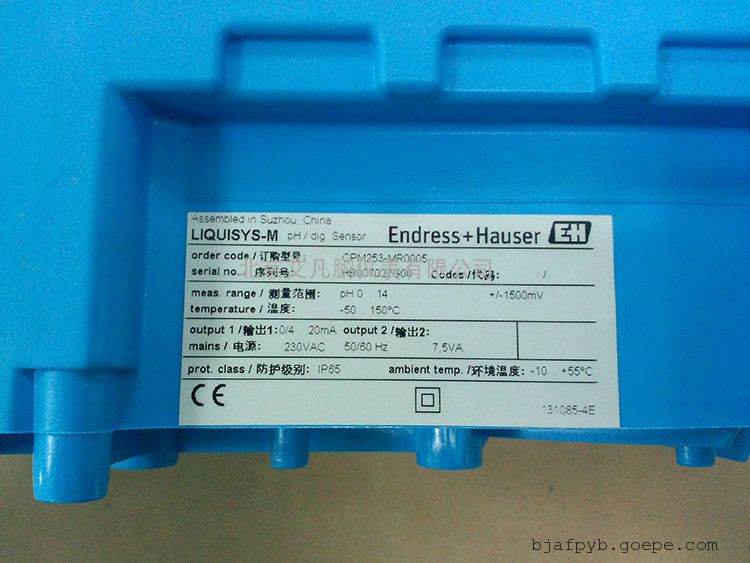 Assembled in Suzhou, China
LIQUISYS-M pH / dig. Sensor Endress+Hauser EH
order code / 订购型号: CPM253-MR0005
serial no. / 序列号: Codes /代码: /
meas. range / 测量范围: pH 0 .. 14 +/-1500mV
temperature / 温度: -50 .. 150°C
output 1 /输出1: 0/4 .. 20mA output 2 /输出2:
mains / 电源: 230VAC 50/60 Hz 7,5VA
prot. class / 防护级别: IP65 ambient temp. /环境温度: -10 .. +55°C
CE
131085-4E
bjafpyb.goepe.com